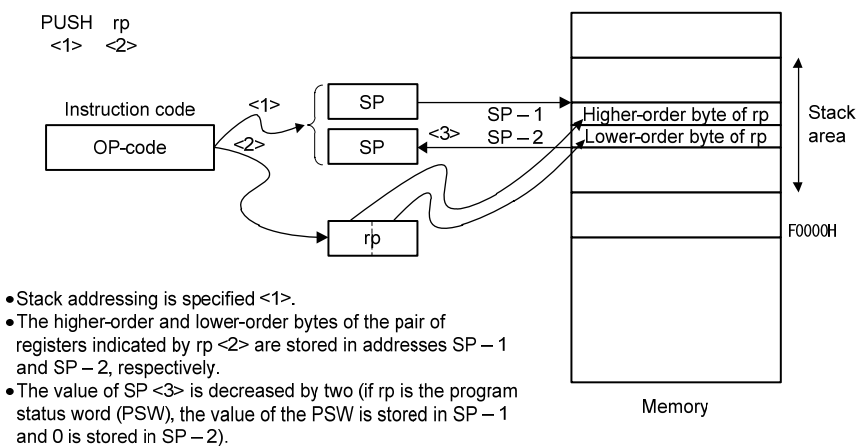 PUSH rp
<1> <2>
Instruction code
OP-code
<1>
<2>
SP
SP
<3>
SP – 1
SP – 2
rp
Higher-order byte of rp
Lower-order byte of rp
Stack
area
F0000H
Memory
• Stack addressing is specified <1>.
• The higher-order and lower-order bytes of the pair of
registers indicated by rp <2> are stored in addresses SP – 1
and SP – 2, respectively.
• The value of SP <3> is decreased by two (if rp is the program
status word (PSW), the value of the PSW is stored in SP – 1
and 0 is stored in SP – 2).